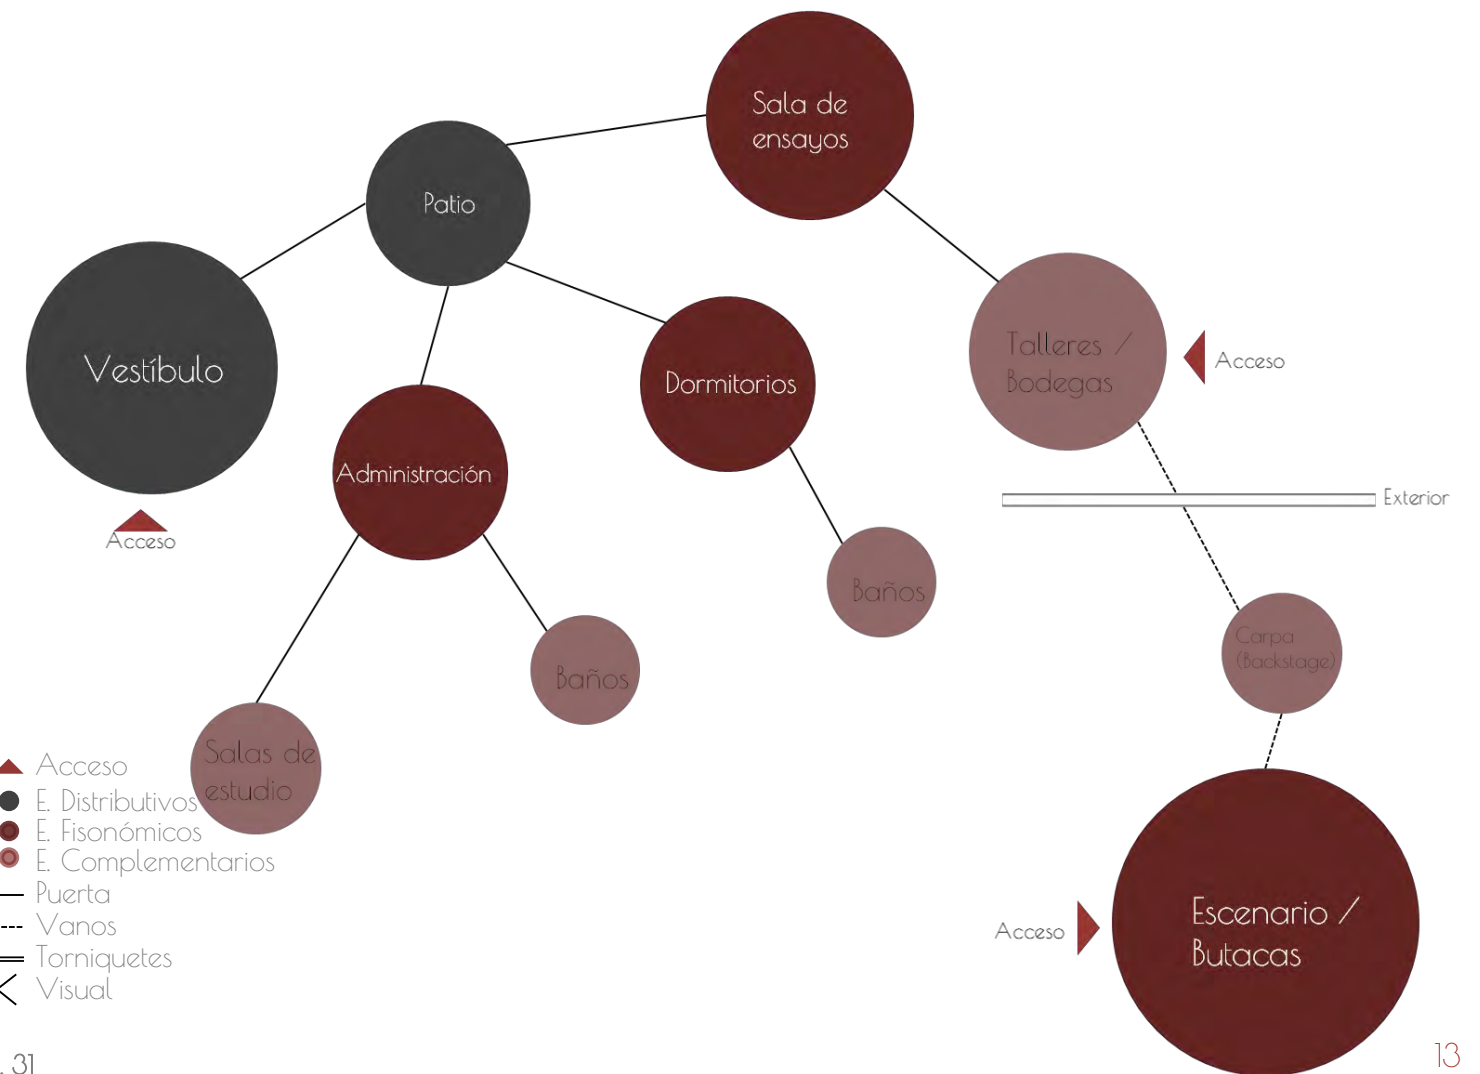 Sala de
ensayos
Patio
Vestíbulo
Acceso
Administración
Dormitorios
Talleres /
Bodegas
Acceso
Exterior
Baños
Baños
Carpa
(Backstage)
Salas de
estudio
Escenario /
Butacas
Acceso
Acceso
E. Distributivos
E. Fisonómicos
E. Complementarios
Puerta
Vanos
Torniquetes
Visual
. 31
13